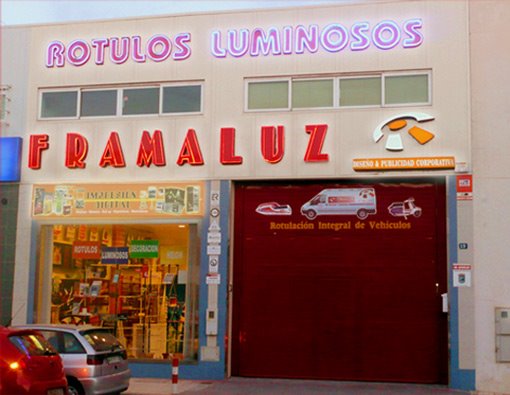 ROTULOS LUMINOSOS
FRAMALUZ
DISEÑO & PUBLICIDAD CORPORATIVA
IMPRESION
DIGITAL
Rotulación Integral de Vehículos
ROTULOS
LUMINOSOS
DECORACION